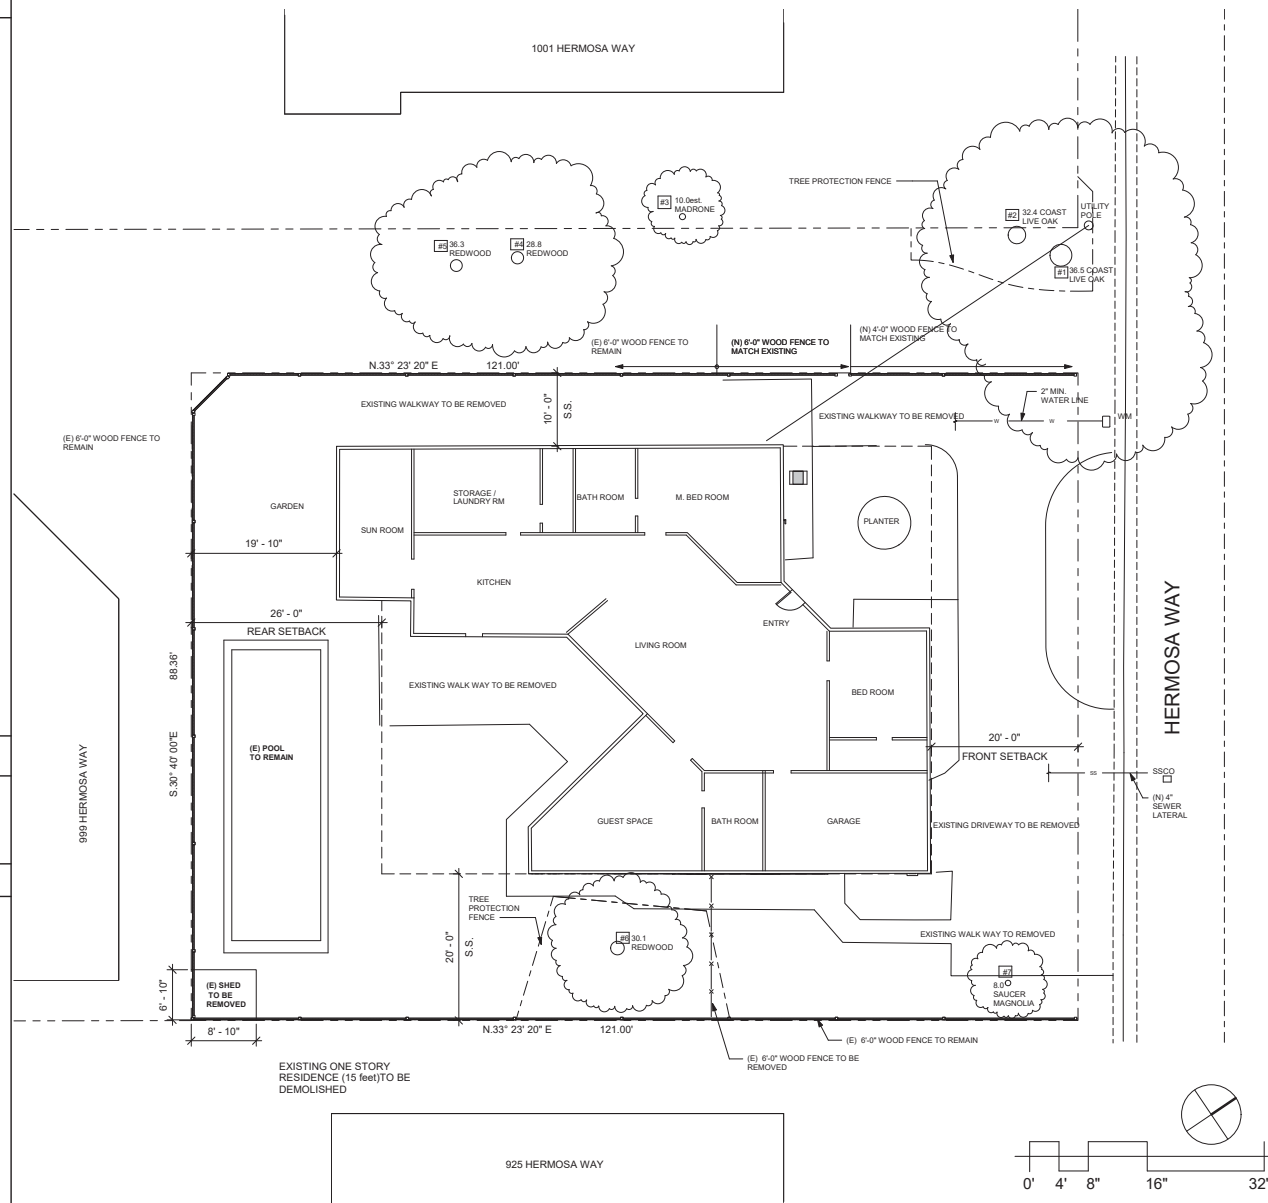 1001 HERMOSA WAY
TREE PROTECTION FENCE
#3 10.0est.
MADRONE
#2 32.4 COAST
LIVE OAK
UTILITY
POLE
#5 36.3
REDWOOD
#4 28.8
REDWOOD
#1 36.5 COAST
LIVE OAK
(E) 6'-0" WOOD FENCE TO
REMAIN
(N) 6'-0" WOOD FENCE TO
MATCH EXISTING
(N) 4'-0" WOOD FENCE TO
MATCH EXISTING
N.33° 23' 20" E 121.00'
EXISTING WALKWAY TO BE REMOVED
10' - 0"
S.S.
EXISTING WALKWAY TO BE REMOVED
2" MIN.
WATER LINE
W W
WM
(E) 6'-0" WOOD FENCE TO
REMAIN
GARDEN
SUN ROOM
STORAGE /
LAUNDRY RM
BATH ROOM
M. BED ROOM
PLANTER
19' - 10"
KITCHEN
26' - 0"
REAR SETBACK
ENTRY
LIVING ROOM
HERMOSA WAY
88.36'
S.30° 40' 00"E
EXISTING WALK WAY TO BE REMOVED
BED ROOM
(E) POOL
TO REMAIN
20' - 0"
FRONT SETBACK
SS
SSCO
(N) 4"
SEWER
LATERAL
999 HERMOSA WAY
GUEST SPACE
BATH ROOM
GARAGE
EXISTING DRIVEWAY TO BE REMOVED
TREE
PROTECTION
FENCE
20' - 0"
S.S.
#6 30.1
REDWOOD
EXISTING WALK WAY TO REMOVED
#7
8.0
SAUCER
MAGNOLIA
(E) SHED
TO BE
REMOVED
6' - 10"
8' - 10"
N.33° 23' 20" E 121.00'
(E) 6'-0" WOOD FENCE TO REMAIN
(E) 6'-0" WOOD FENCE TO BE
REMOVED
EXISTING ONE STORY
RESIDENCE (15 feet)TO BE
DEMOLISHED
925 HERMOSA WAY
0' 4' 8" 16" 32'